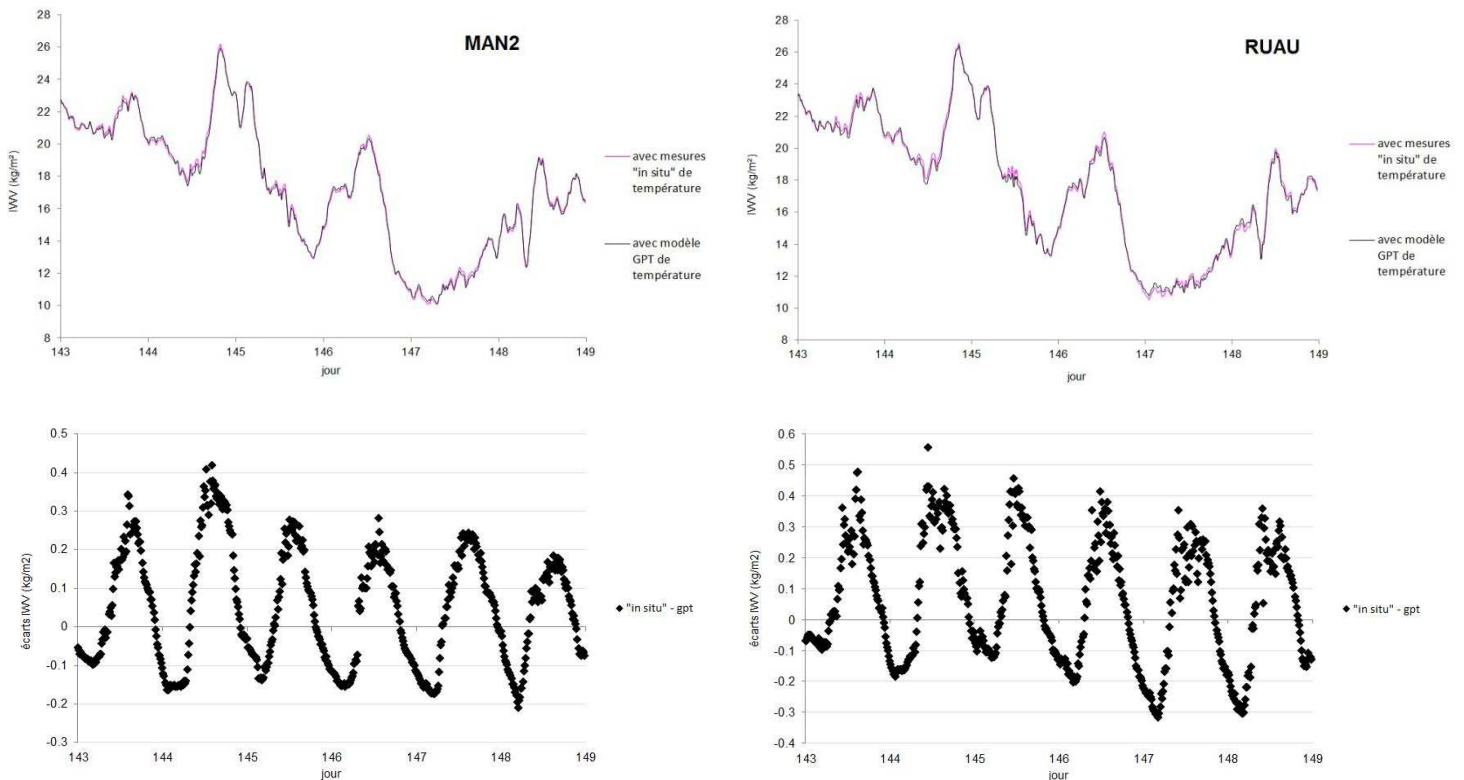 MAN2
28
26
24
22
20
18
16
14
12
10
8
IWV (kg/m²)
143 144 145 146 147 148 149
jour
avec mesures
"in situ" de
température
avec modèle
GPT de
température
RUAU
28
26
24
22
20
18
16
14
12
10
8
IWV (kg/m²)
143 144 145 146 147 148 149
jour
avec mesures
"in situ" de
température
avec modèle
GPT de
température
0.5
0.4
0.3
0.2
0.1
0
-0.1
-0.2
-0.3
écarts IWV (kg/m2)
143 144 145 146 147 148 149
jour
"in situ" - gpt
0.6
0.5
0.4
0.3
0.2
0.1
0
-0.1
-0.2
-0.3
-0.4
écarts IWV (kg/m2)
143 144 145 146 147 148 149
jour
"in situ" - gpt